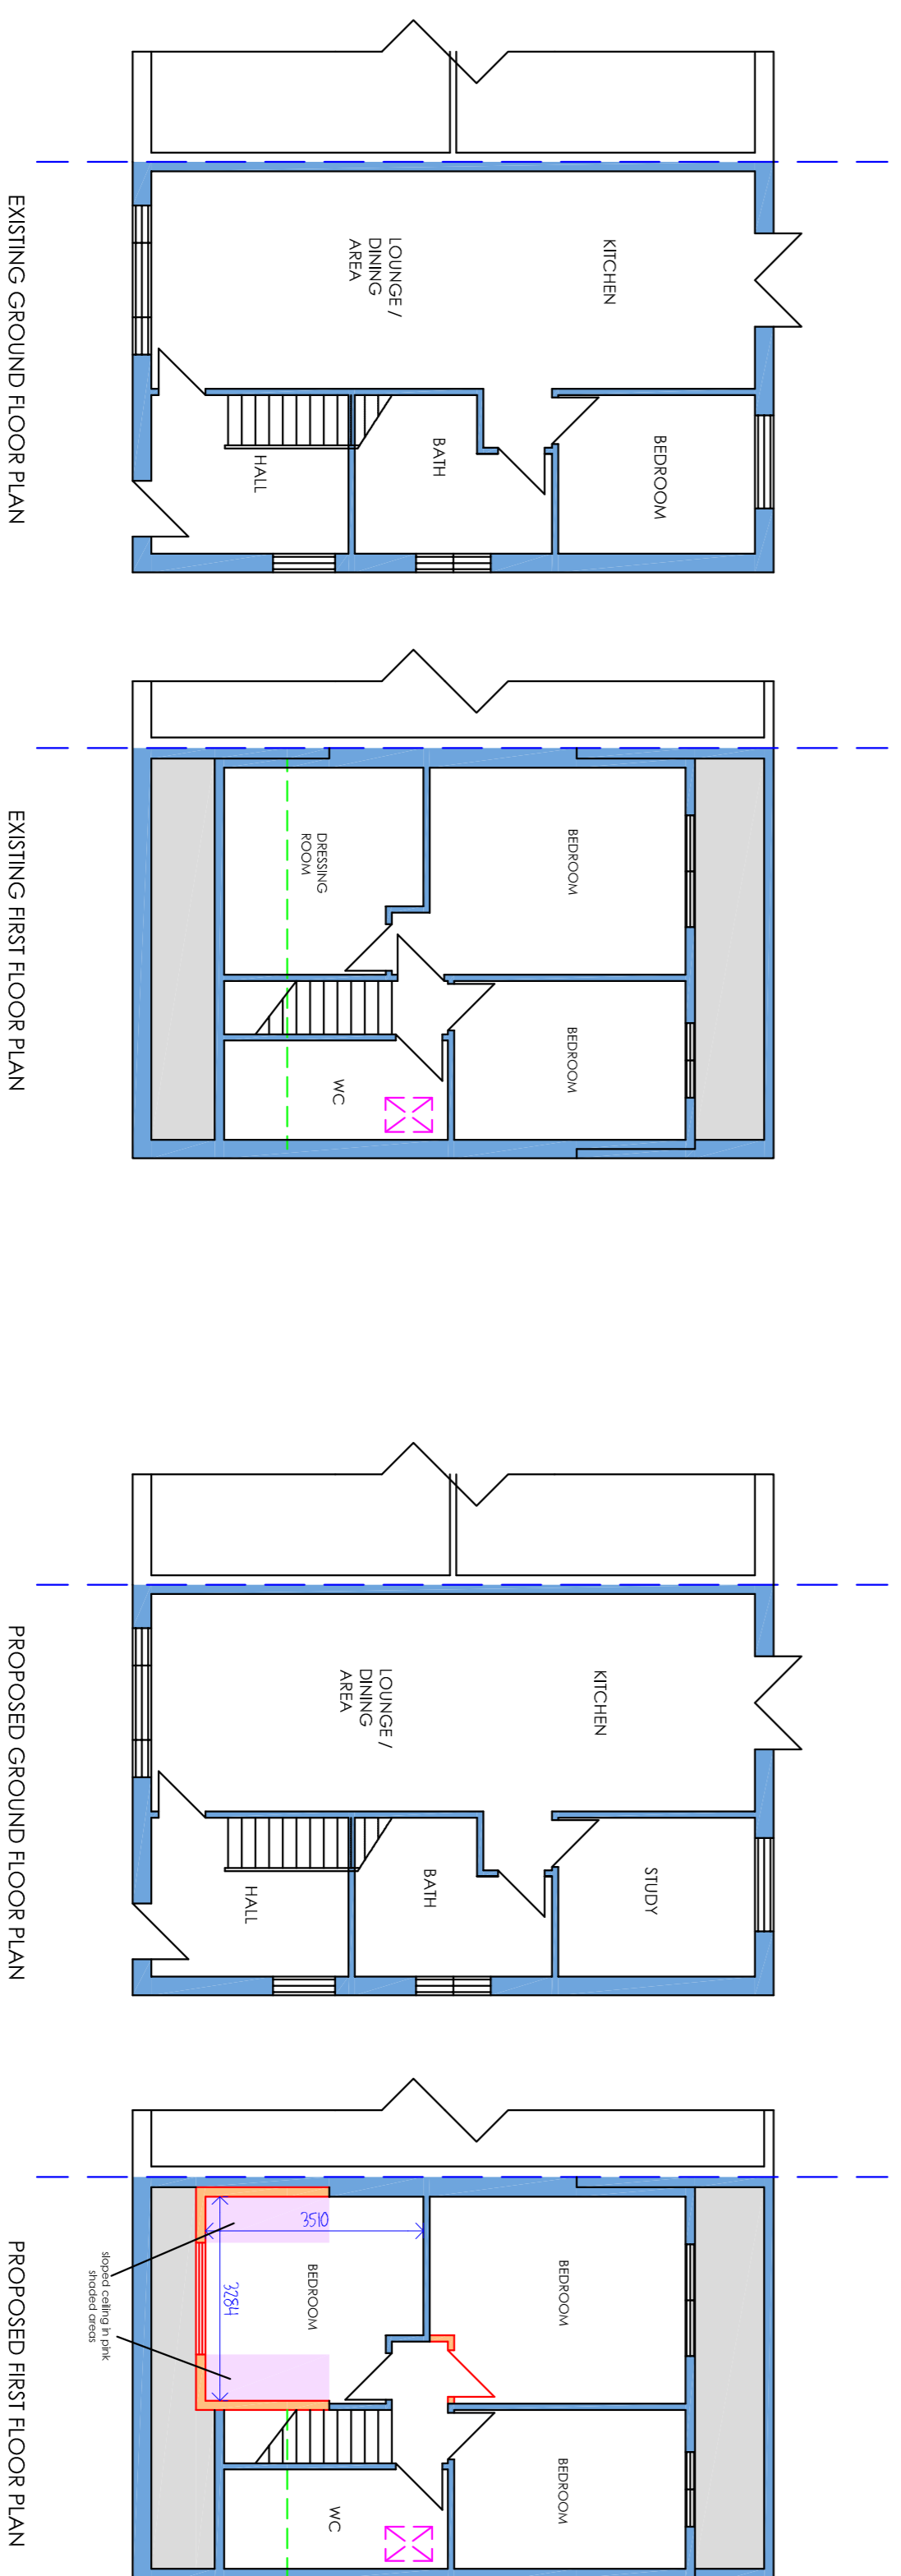 KITCHEN
LOUNGE /
DINING
AREA
BEDROOM
BATH
HALL
EXISTING GROUND FLOOR PLAN
BEDROOM
DRESSING
ROOM
BEDROOM
WC
EXISTING FIRST FLOOR PLAN
KITCHEN
LOUNGE /
DINING
AREA
STUDY
BATH
HALL
PROPOSED GROUND FLOOR PLAN
BEDROOM
3510
BEDROOM
3284
BEDROOM
WC
sloped ceiling in pink
shaded areas
PROPOSED FIRST FLOOR PLAN